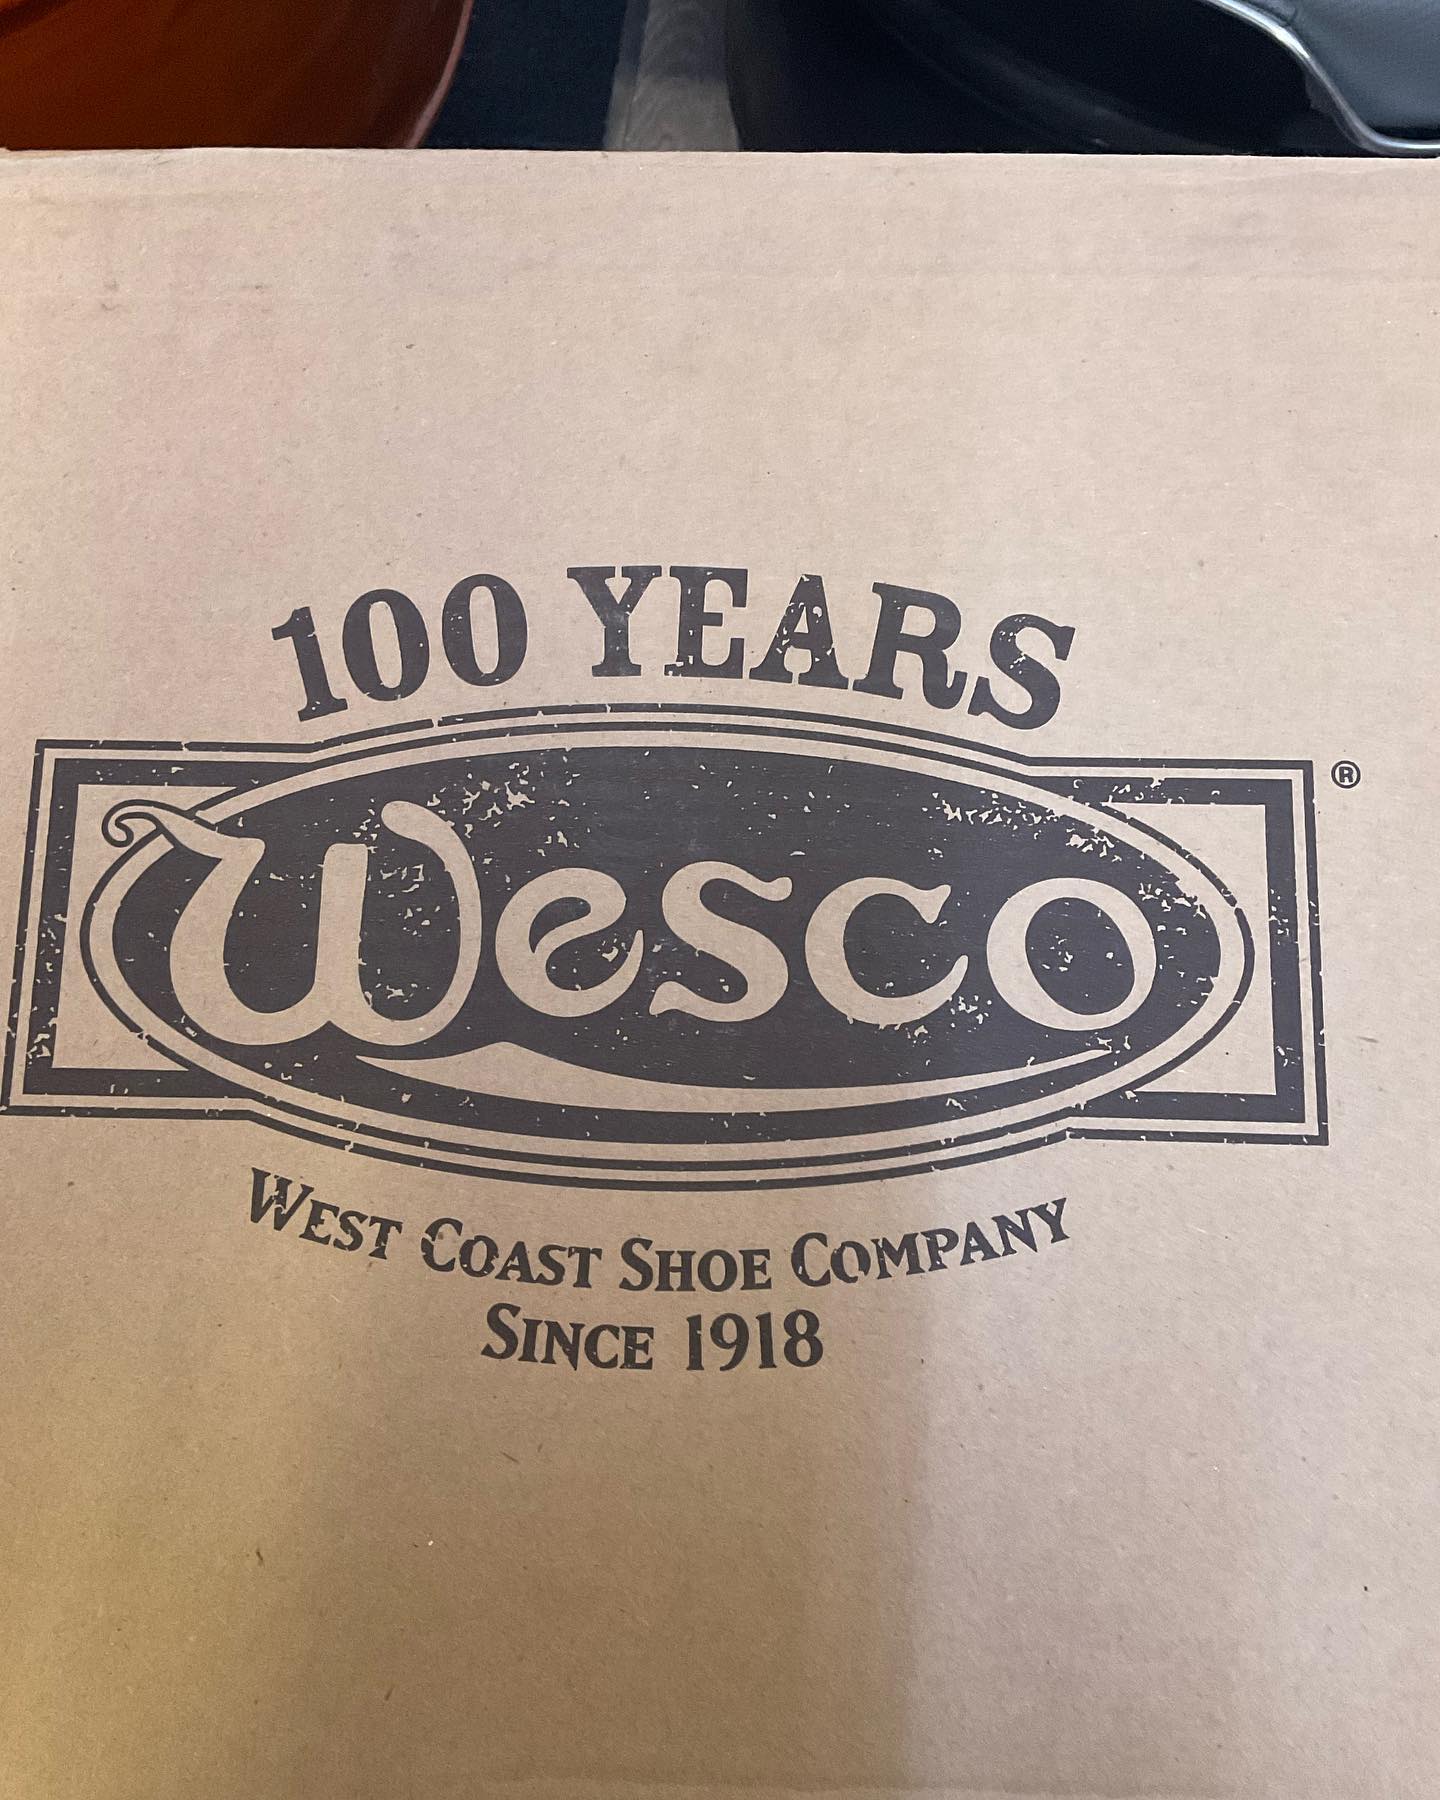 100 YEARS
Wesco ®
WEST COAST SHOE COMPANY
SINCE 1918